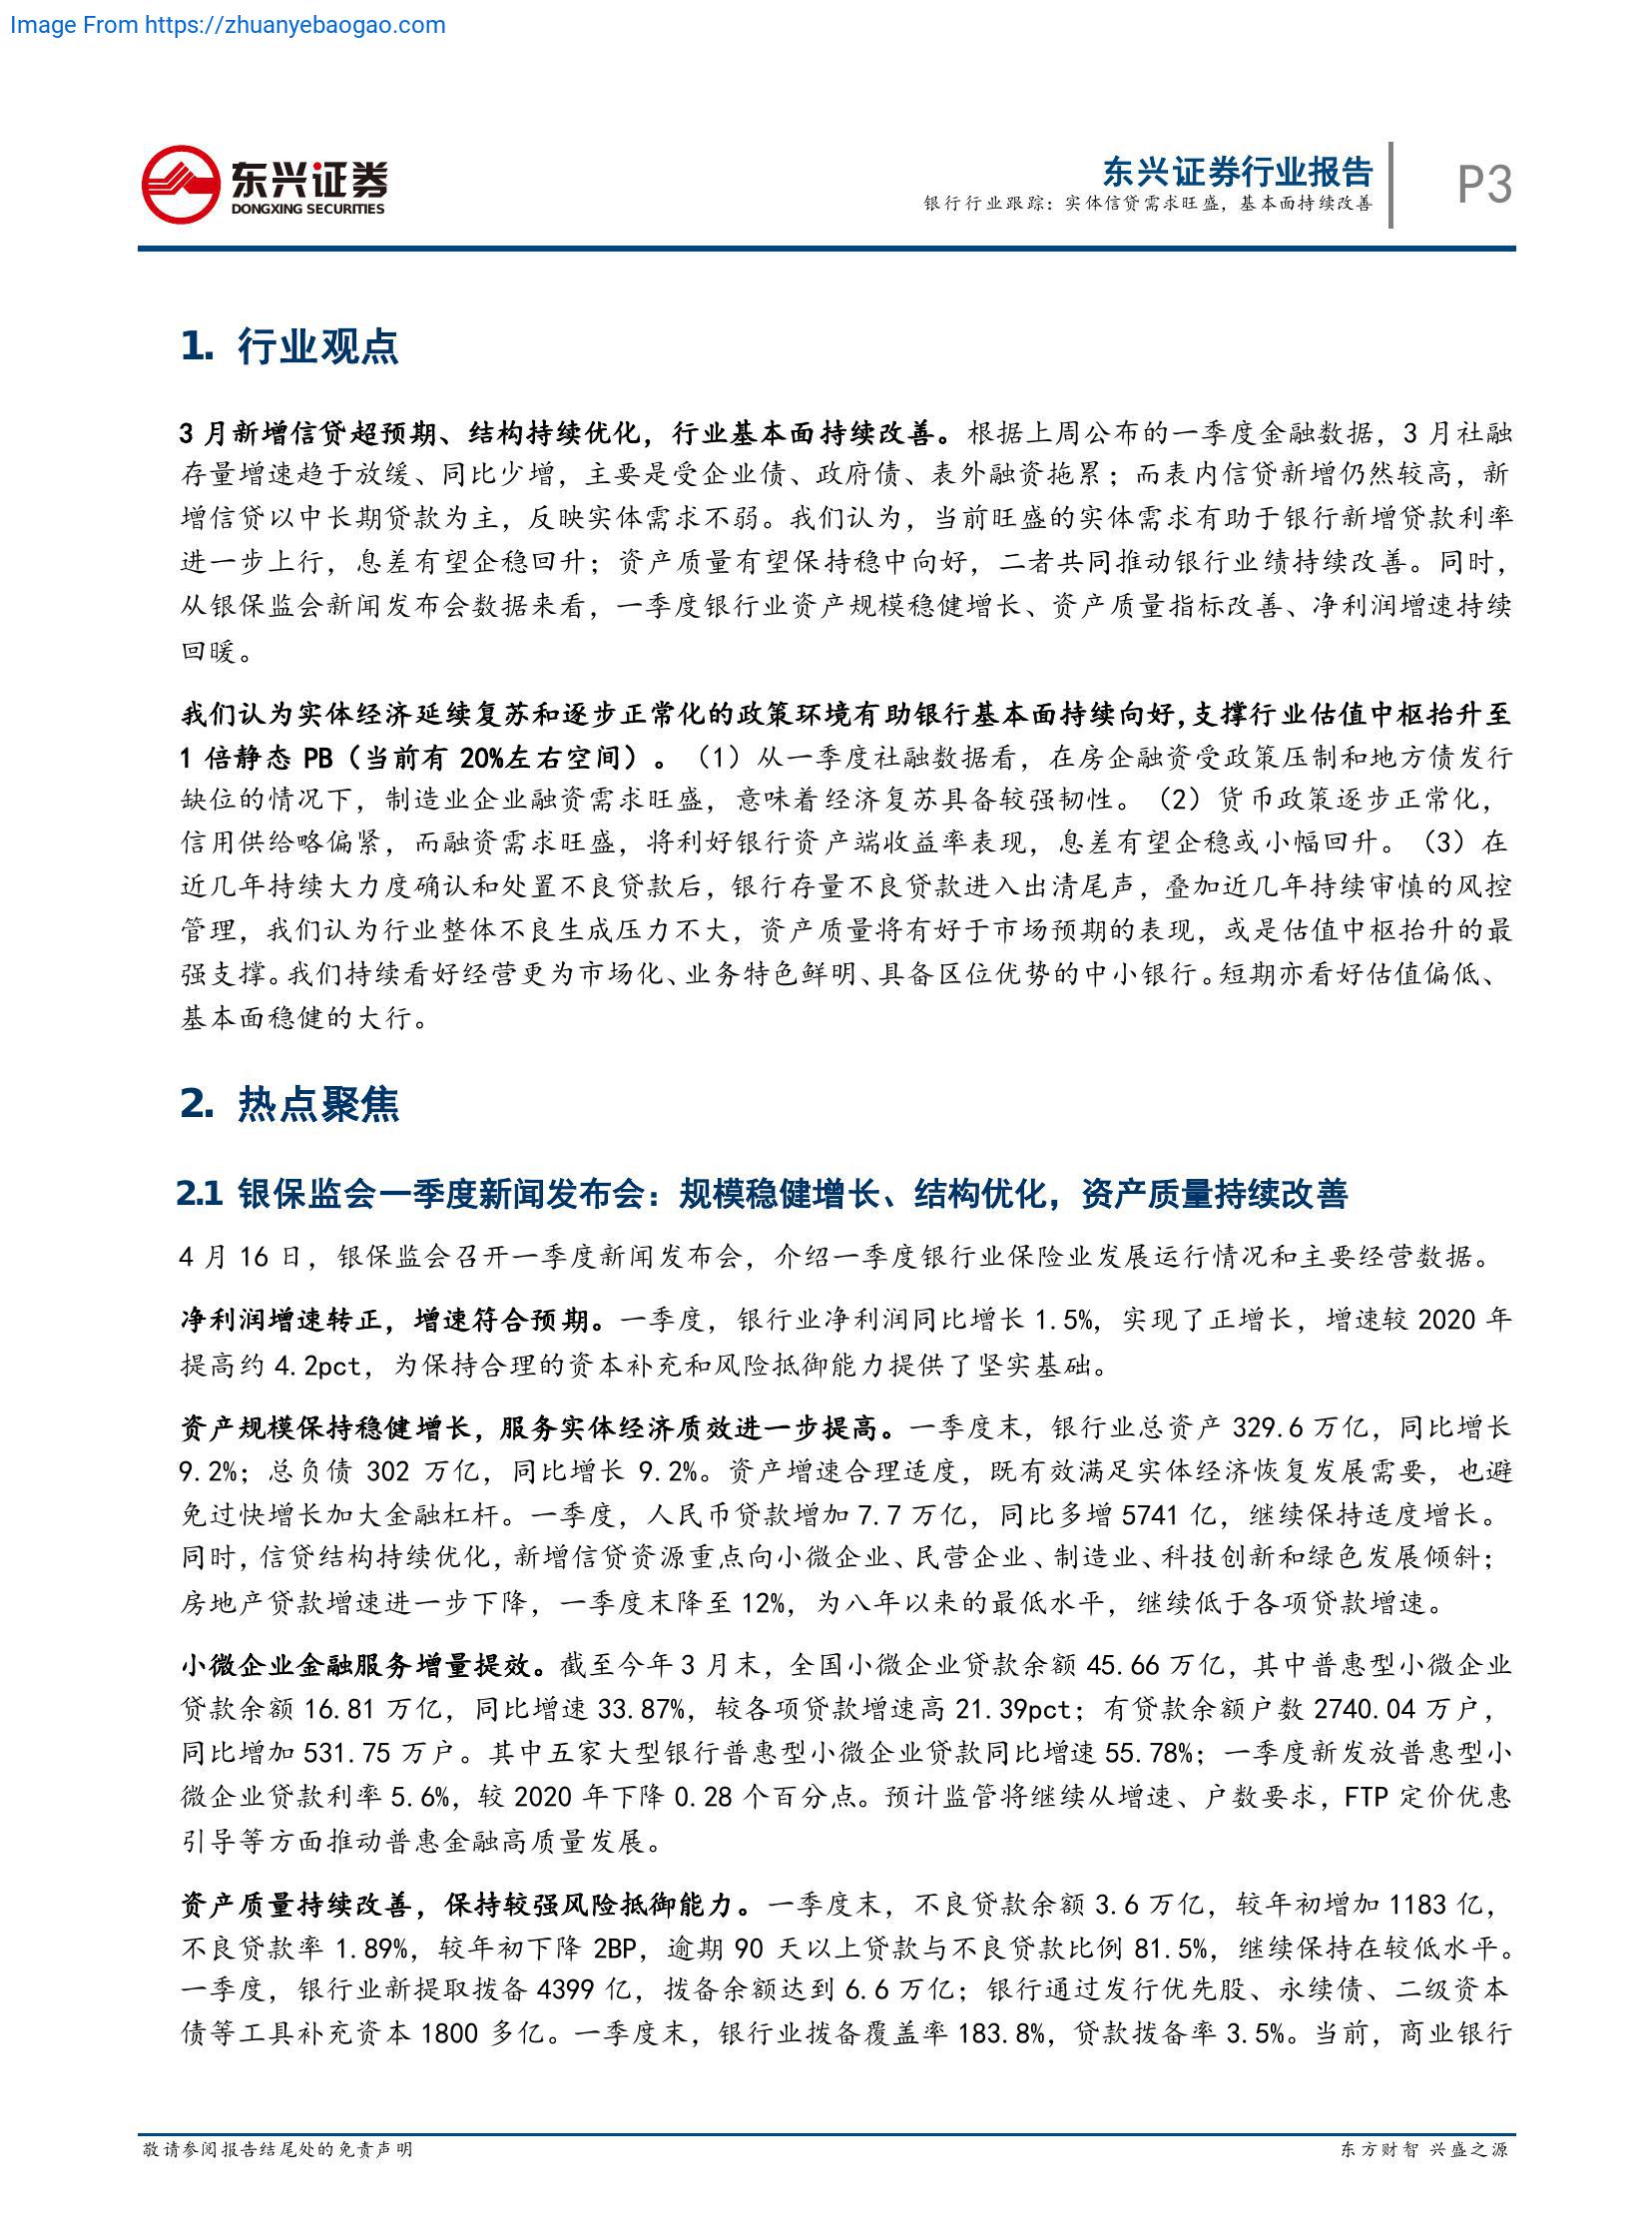 Image From https://zhuanyebaogao.com
东兴证券
DONGXING SECURITIES
东兴证券行业报告
银行行业跟踪：实体信贷需求旺盛，基本面持续改善
P3
1. 行业观点
3 月新增信贷超预期、结构持续优化，行业基本面持续改善。根据上周公布的一季度金融数据，3 月社融
存量增速趋于放缓、同比少增，主要是受企业债、政府债、表外融资拖累；而表内信贷新增仍然较高，新
增信贷以中长期贷款为主，反映实体需求不弱。我们认为，当前旺盛的实体需求有助于银行新增贷款利率
进一步上行，息差有望企稳回升；资产质量有望保持稳中向好，二者共同推动银行业绩持续改善。同时，
从银保监会新闻发布会数据来看，一季度银行业资产规模稳健增长、资产质量指标改善、净利润增速持续
回暖。
我们认为实体经济延续复苏和逐步正常化的政策环境有助银行基本面持续向好，支撑行业估值中枢抬升至
1 倍静态 PB（当前有 20%左右空间）。（1）从一季度社融数据看，在房企融资受政策压制和地方债发行
缺位的情况下，制造业企业融资需求旺盛，意味着经济复苏具备较强韧性。（2）货币政策逐步正常化，
信用供给略偏紧，而融资需求旺盛，将利好银行资产端收益率表现，息差有望企稳或小幅回升。（3）在
近几年持续大力度确认和处置不良贷款后，银行存量不良贷款进入出清尾声，叠加近几年持续审慎的风控
管理，我们认为行业整体不良生成压力不大，资产质量将有好于市场预期的表现，或是估值中枢抬升的最
强支撑。我们持续看好经营更为市场化、业务特色鲜明、具备区位优势的中小银行。短期亦看好估值偏低、
基本面稳健的大行。
2. 热点聚焦
2.1 银保监会一季度新闻发布会：规模稳健增长、结构优化，资产质量持续改善
4 月 16 日，银保监会召开一季度新闻发布会，介绍一季度银行业保险业发展运行情况和主要经营数据。
净利润增速转正，增速符合预期。一季度，银行业净利润同比增长 1.5%，实现了正增长，增速较 2020 年
提高约 4.2pct，为保持合理的资本补充和风险抵御能力提供了坚实基础。
资产规模保持稳健增长，服务实体经济质效进一步提高。一季度末，银行业总资产 329.6 万亿，同比增长
9.2%；总负债 302 万亿，同比增长 9.2%。资产增速合理适度，既有效满足实体经济恢复发展需要，也避
免过快增长加大金融杠杆。一季度，人民币贷款增加 7.7 万亿，同比多增 5741 亿，继续保持适度增长。
同时，信贷结构持续优化，新增信贷资源重点向小微企业、民营企业、制造业、科技创新和绿色发展倾斜；
房地产贷款增速进一步下降，一季度末降至 12%，为八年以来的最低水平，继续低于各项贷款增速。
小微企业金融服务增量提效。截至今年 3 月末，全国小微企业贷款余额 45.66 万亿，其中普惠型小微企业
贷款余额 16.81 万亿，同比增速 33.87%，较各项贷款增速高 21.39pct；有贷款余额户数 2740.04 万户，
同比增加 531.75 万户。其中五家大型银行普惠型小微企业贷款同比增速 55.78%；一季度新发放普惠型小
微企业贷款利率 5.6%，较 2020 年下降 0.28 个百分点。预计监管将继续从增速、户数要求，FTP 定价优惠
引导等方面推动普惠金融高质量发展。
资产质量持续改善，保持较强风险抵御能力。一季度末，不良贷款余额 3.6 万亿，较年初增加 1183 亿，
不良贷款率 1.89%，较年初下降 2BP，逾期 90 天以上贷款与不良贷款比例 81.5%，继续保持在较低水平。
一季度，银行业新提取拨备 4399 亿，拨备余额达到 6.6 万亿；银行通过发行优先股、永续债、二级资本
债等工具补充资本 1800 多亿。一季度末，银行业拨备覆盖率 183.8%，贷款拨备率 3.5%。当前，商业银行
敬请参阅报告结尾处的免责声明
东方财智 兴盛之源